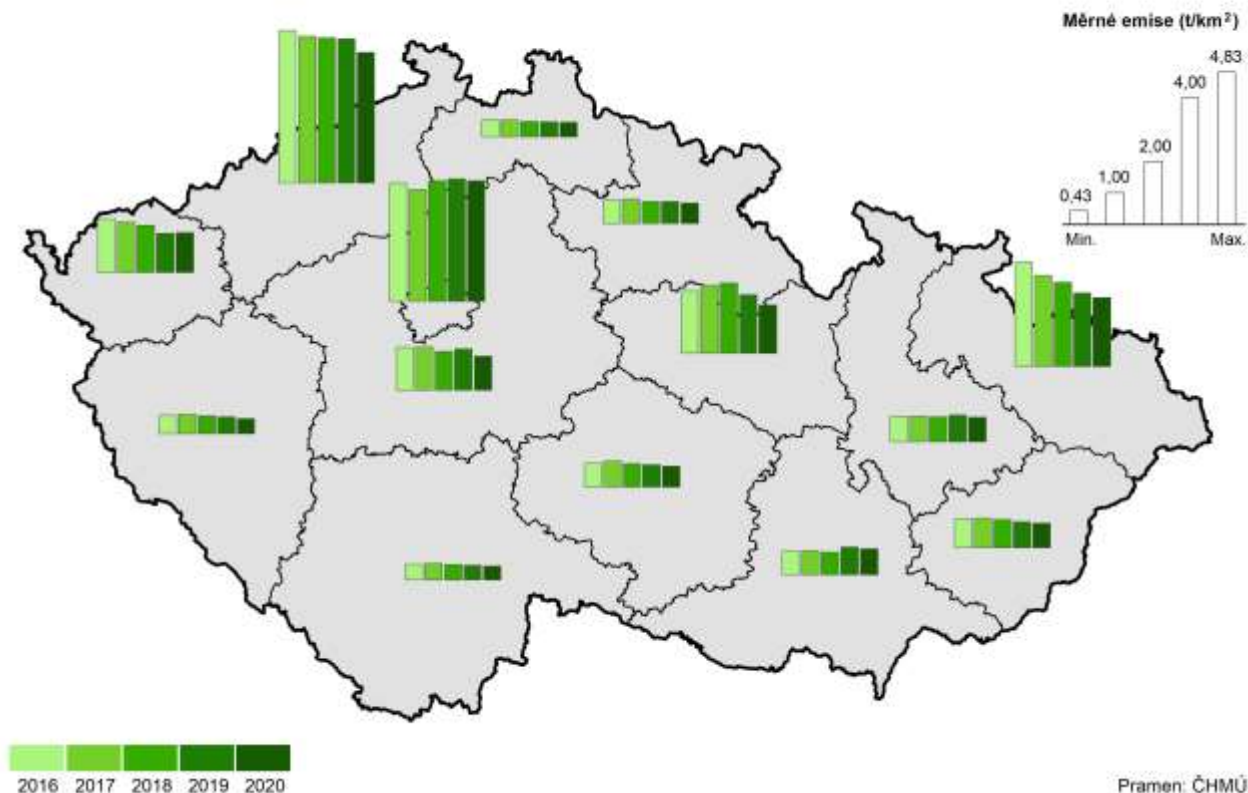 Měrné emise (t/km²)
4,83
4,00
2,00
1,00
0,43
Min. Max.
2016 2017 2018 2019 2020
Pramen: ČHMÚ